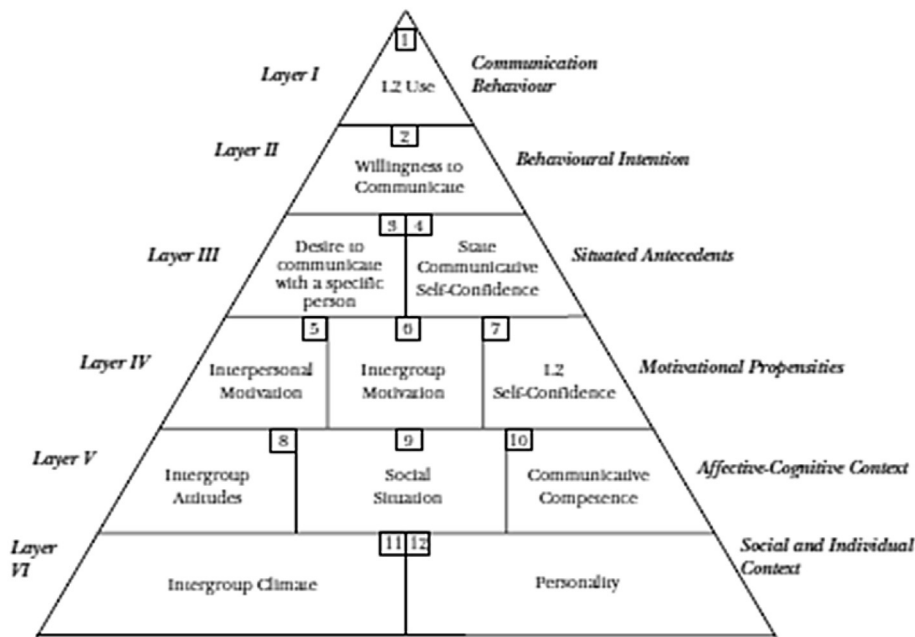 1
Layer I
L2 Use
Communication
Behaviour
2
Layer II
Willingness to
Communicate
Behavioural Intention
3
4
Layer III
Desire to
communicate
with a specific
person
State
Communicative
Self-Confidence
Situated Antecedents
5
6
7
Layer IV
Interpersonal
Motivation
Intergroup
Motivation
L2
Self-Confidence
Motivational Propensities
8
9
10
Layer V
Intergroup
Attitudes
Social
Situation
Communicative
Competence
Affective-Cognitive Context
11
12
Layer
VI
Intergroup Climate
Personality
Social and Individual
Context